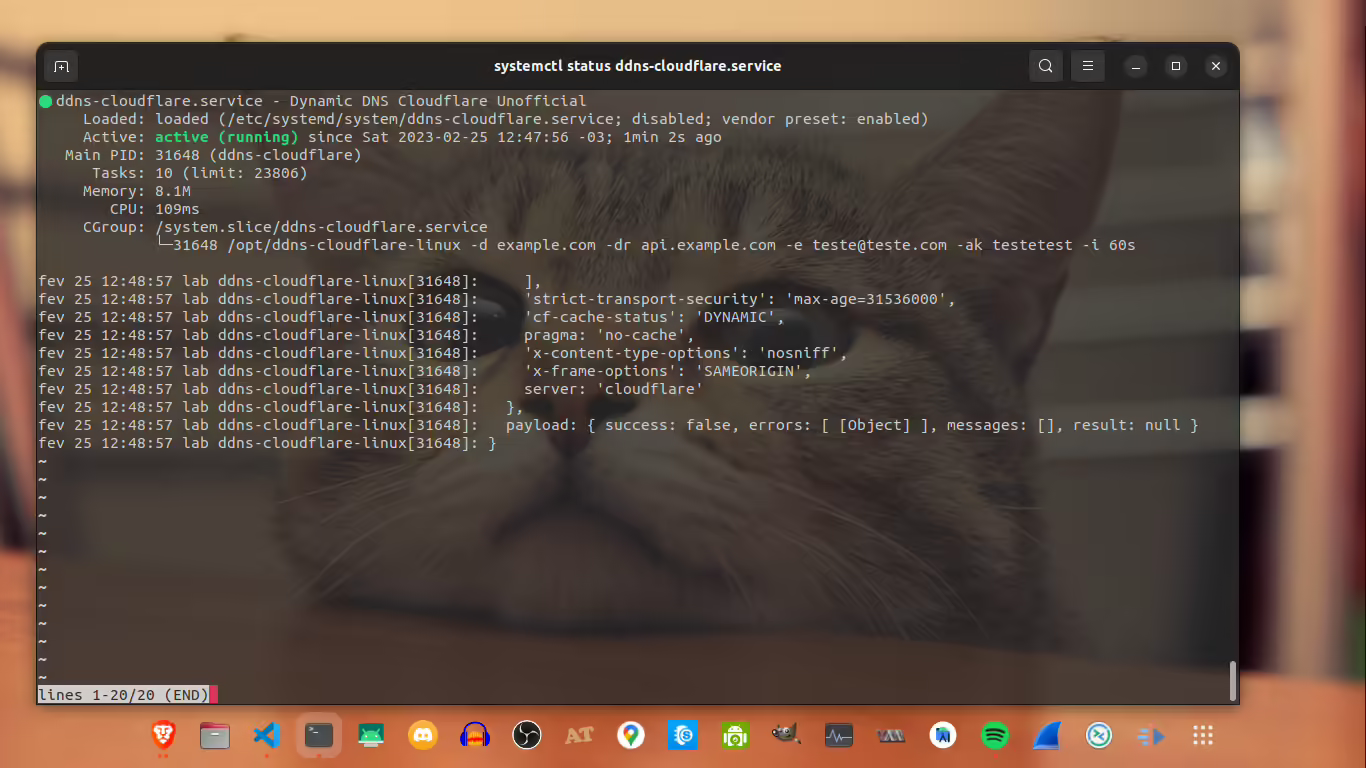 systemctl status ddns-cloudflare.service
ddns-cloudflare.service - Dynamic DNS Cloudflare Unofficial
Loaded: loaded (/etc/systemd/system/ddns-cloudflare.service; disabled; vendor preset: enabled)
Active: active (running) since Sat 2023-02-25 12:47:56 -03; 1min 2s ago
Main PID: 31648 (ddns-cloudflare)
Tasks: 10 (limit: 23806)
Memory: 8.1M
CPU: 109ms
CGroup: /system.slice/ddns-cloudflare.service
└─31648 /opt/ddns-cloudflare-linux -d example.com -dr api.example.com -e teste@teste.com -ak testetest -i 60s
fev 25 12:48:57 lab ddns-cloudflare-linux[31648]:     ],
fev 25 12:48:57 lab ddns-cloudflare-linux[31648]:     'strict-transport-security': 'max-age=31536000',
fev 25 12:48:57 lab ddns-cloudflare-linux[31648]:     'cf-cache-status': 'DYNAMIC',
fev 25 12:48:57 lab ddns-cloudflare-linux[31648]:     pragma: 'no-cache',
fev 25 12:48:57 lab ddns-cloudflare-linux[31648]:     'x-content-type-options': 'nosniff',
fev 25 12:48:57 lab ddns-cloudflare-linux[31648]:     'x-frame-options': 'SAMEORIGIN',
fev 25 12:48:57 lab ddns-cloudflare-linux[31648]:     server: 'cloudflare'
fev 25 12:48:57 lab ddns-cloudflare-linux[31648]:   },
fev 25 12:48:57 lab ddns-cloudflare-linux[31648]:   payload: { success: false, errors: [ [Object] ], messages: [], result: null }
fev 25 12:48:57 lab ddns-cloudflare-linux[31648]: }
~
~
~
~
~
~
~
~
~
~
~
~
~
lines 1-20/20 (END)
AT